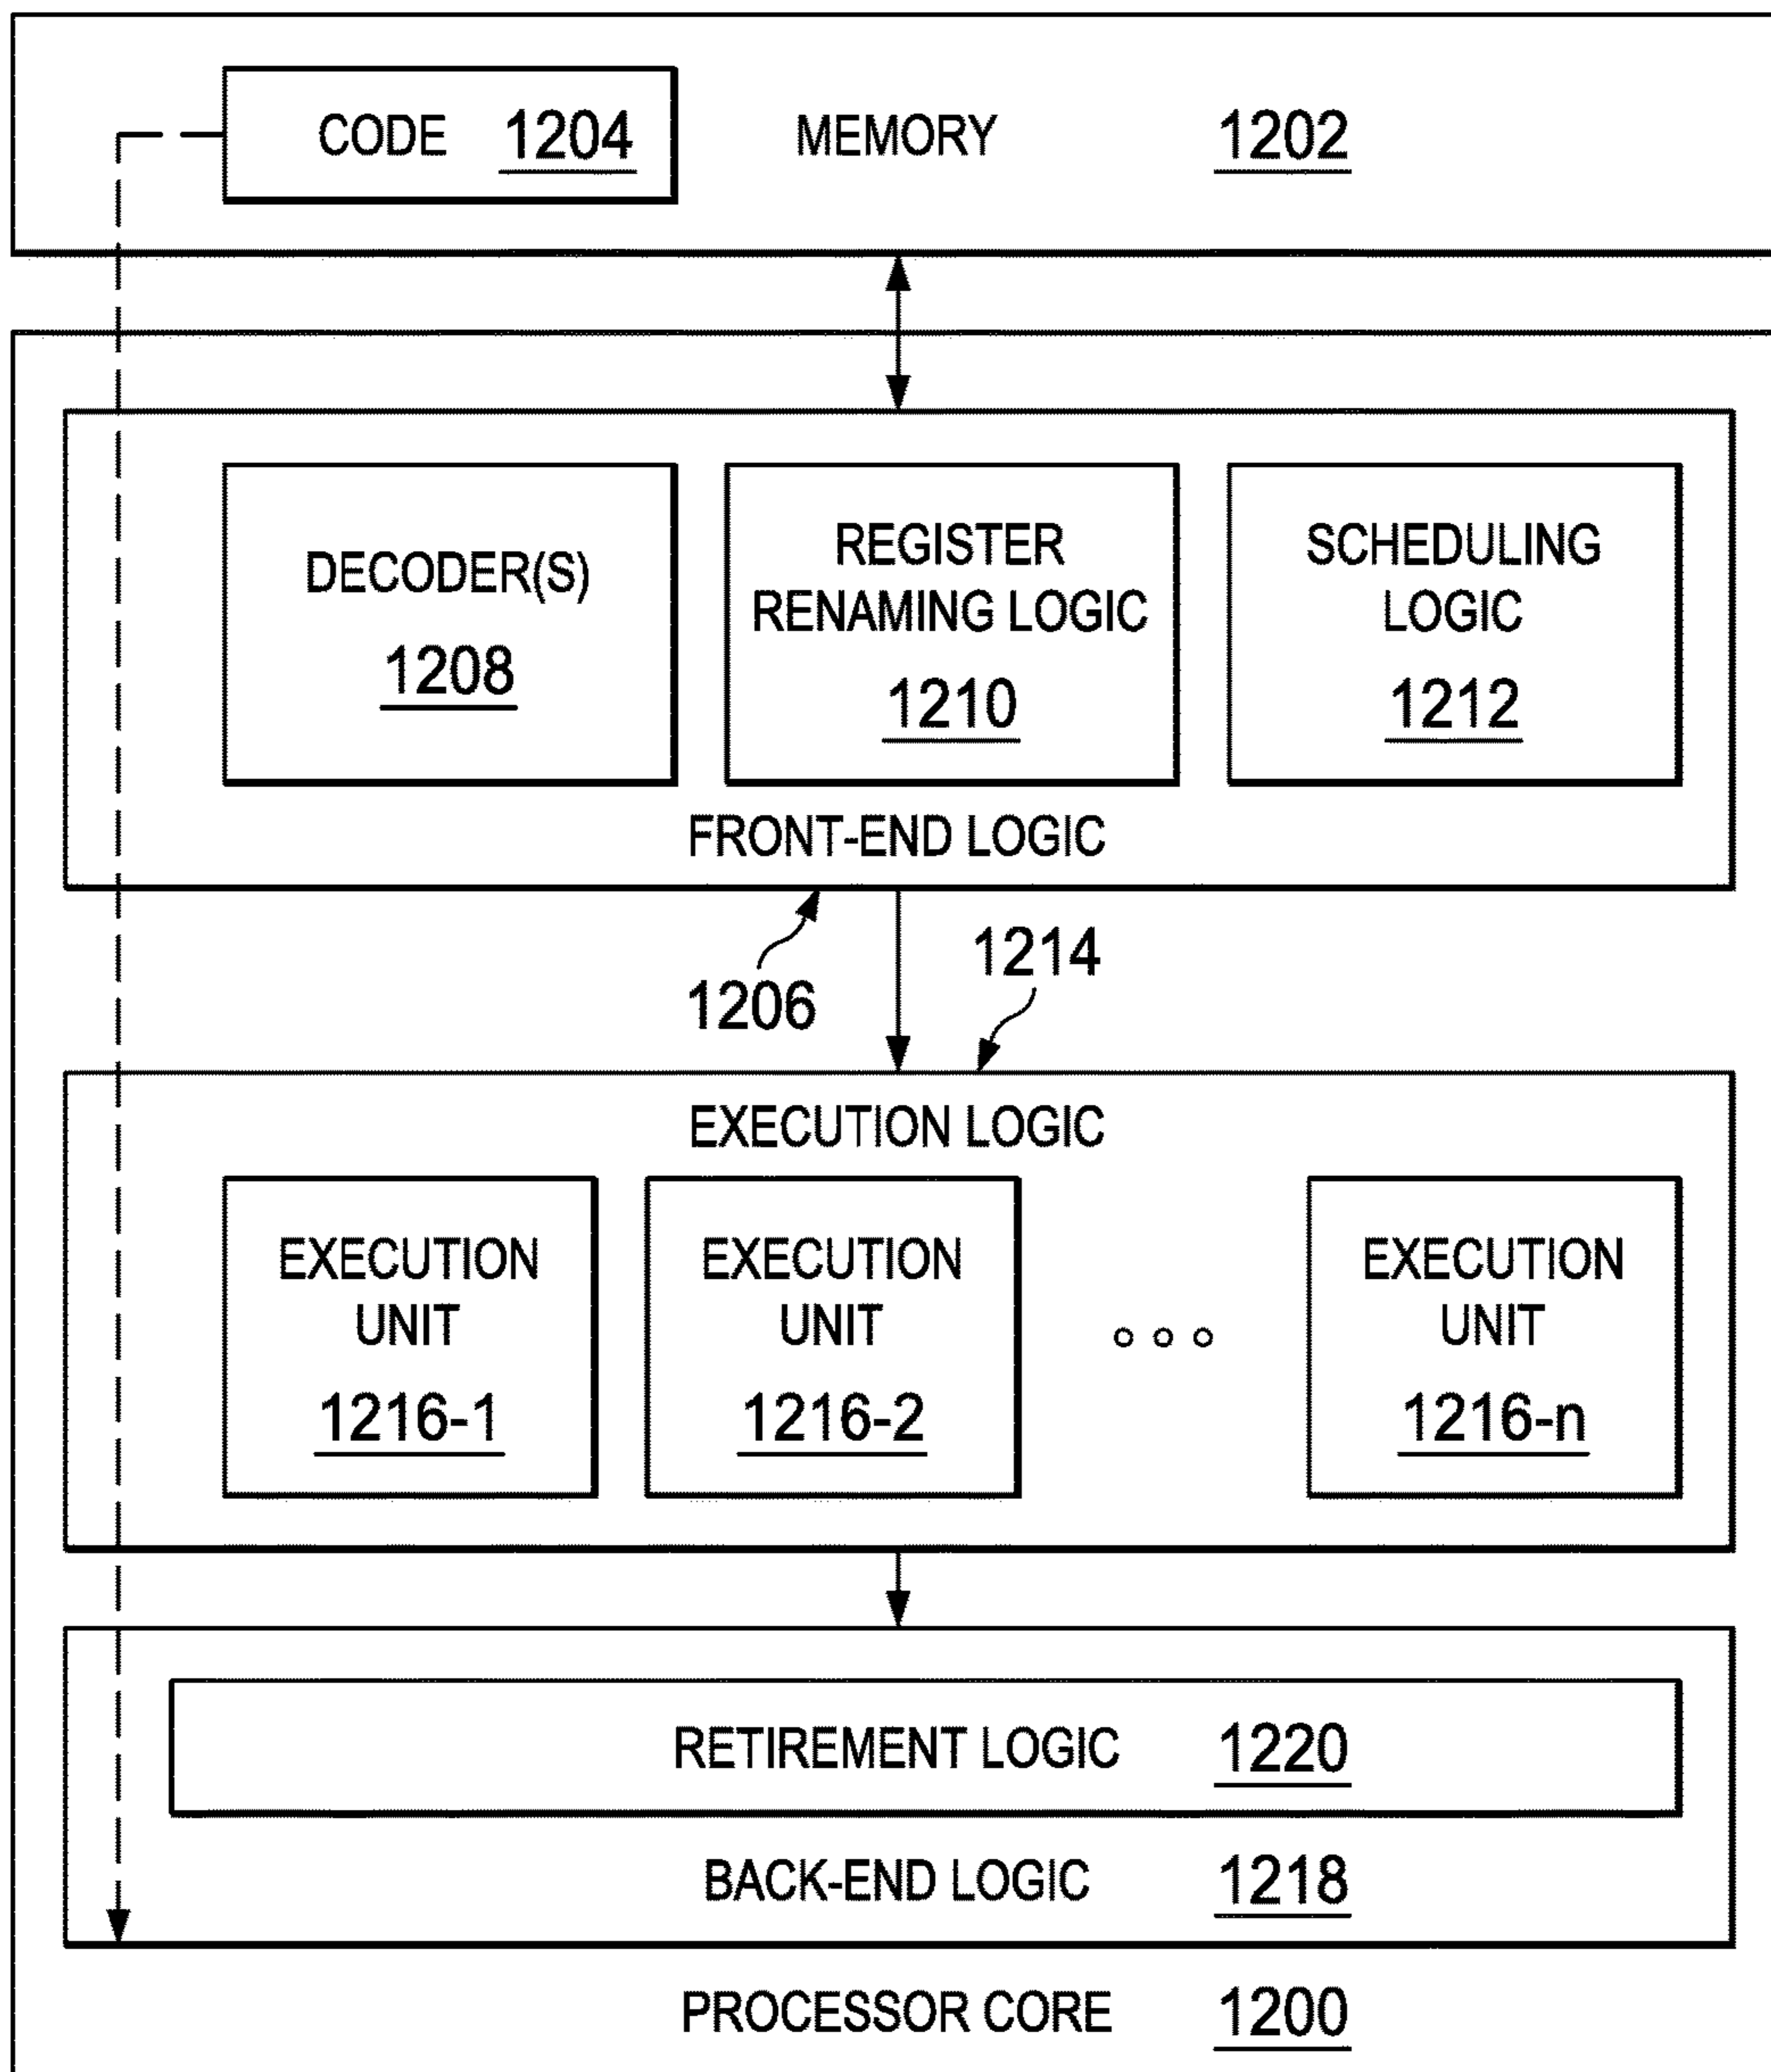 CODE 1204 MEMORY 1202
DECODER(S)
1208
REGISTER
RENAMING LOGIC
1210
SCHEDULING
LOGIC
1212
FRONT-END LOGIC
1206
1214
EXECUTION LOGIC
EXECUTION
UNIT
1216-1
EXECUTION
UNIT
1216-2
EXECUTION
UNIT
1216-n
RETIREMENT LOGIC 1220
BACK-END LOGIC 1218
PROCESSOR CORE 1200